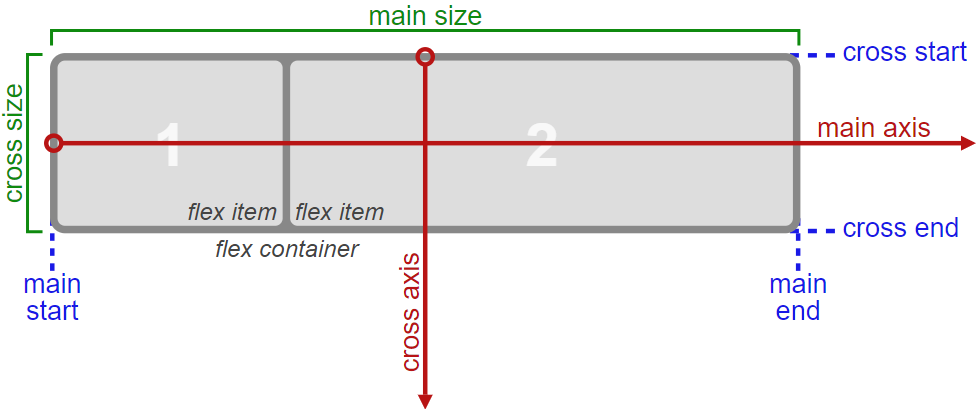 main size
cross start
cross size
1
2
main axis
flex item
flex item
cross end
flex container
main
start
cross axis
main
end